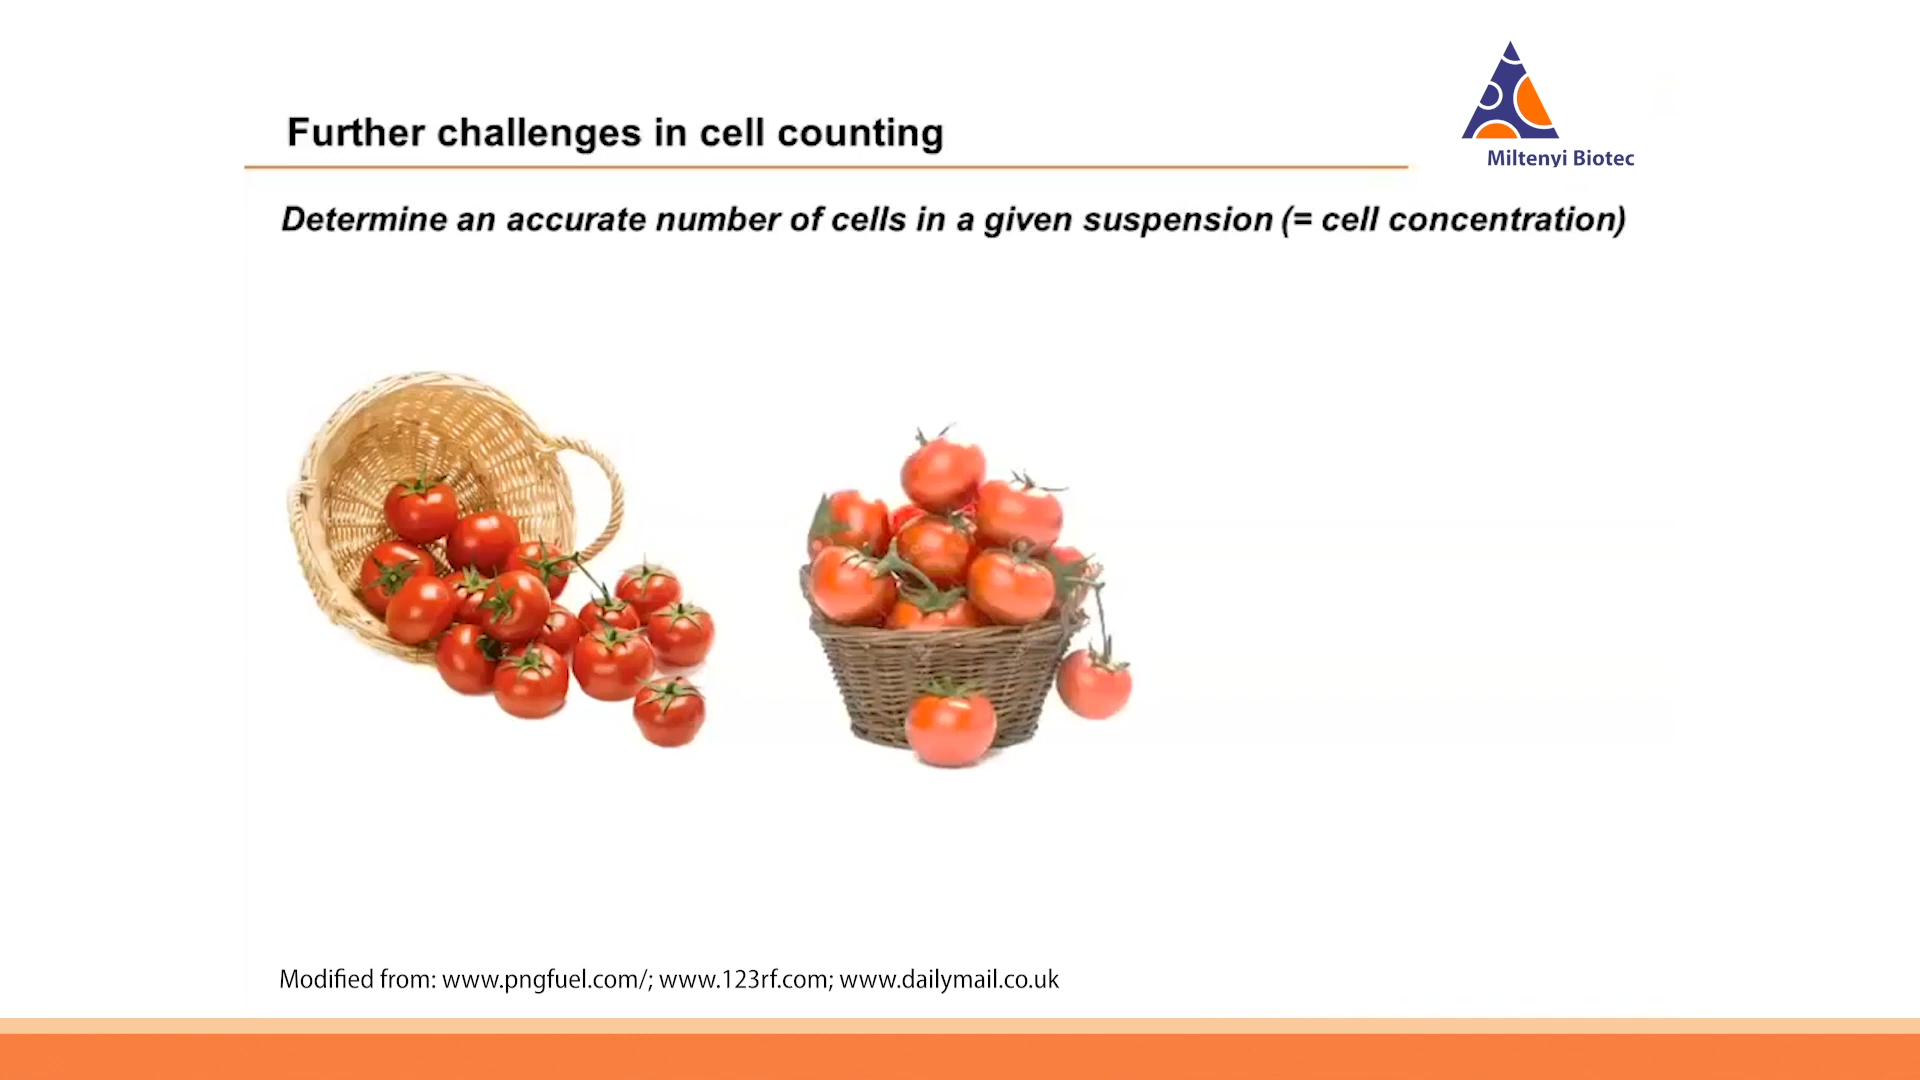 Miltenyi Biotec
Further challenges in cell counting
Determine an accurate number of cells in a given suspension (= cell concentration)
Modified from: www.pngfuel.com/; www.123rf.com; www.dailymail.co.uk